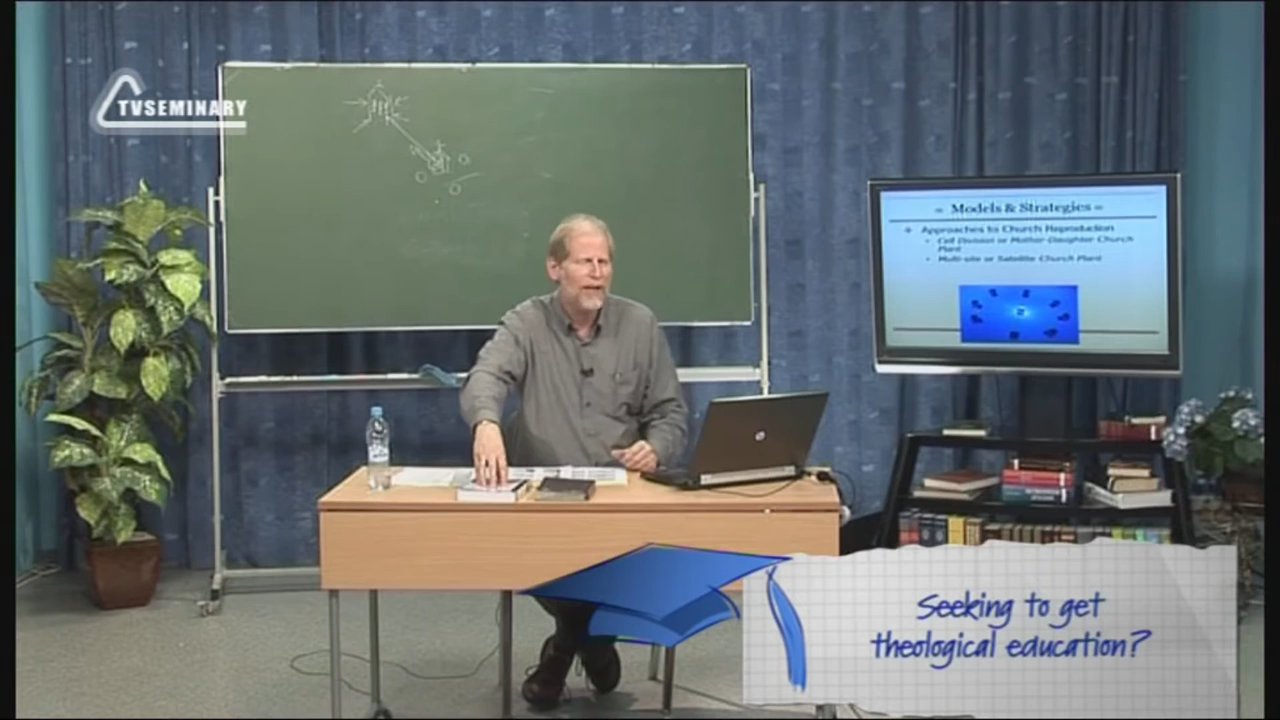 TVSEMINARY
Models & Strategies
Approaches to Church Reproduction
Cell Division or Mother-Daughter Church
Plant
Multi-site or Satellite Church Plant
Seeking to get
theological education?